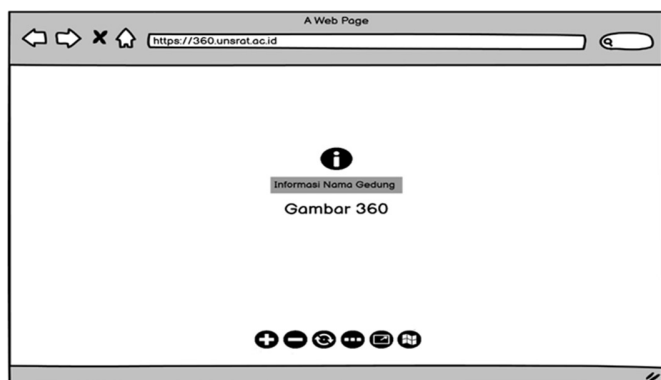 A Web Page
https://360.unsrat.ac.id
Informasi Nama Gedung
Gambar 360